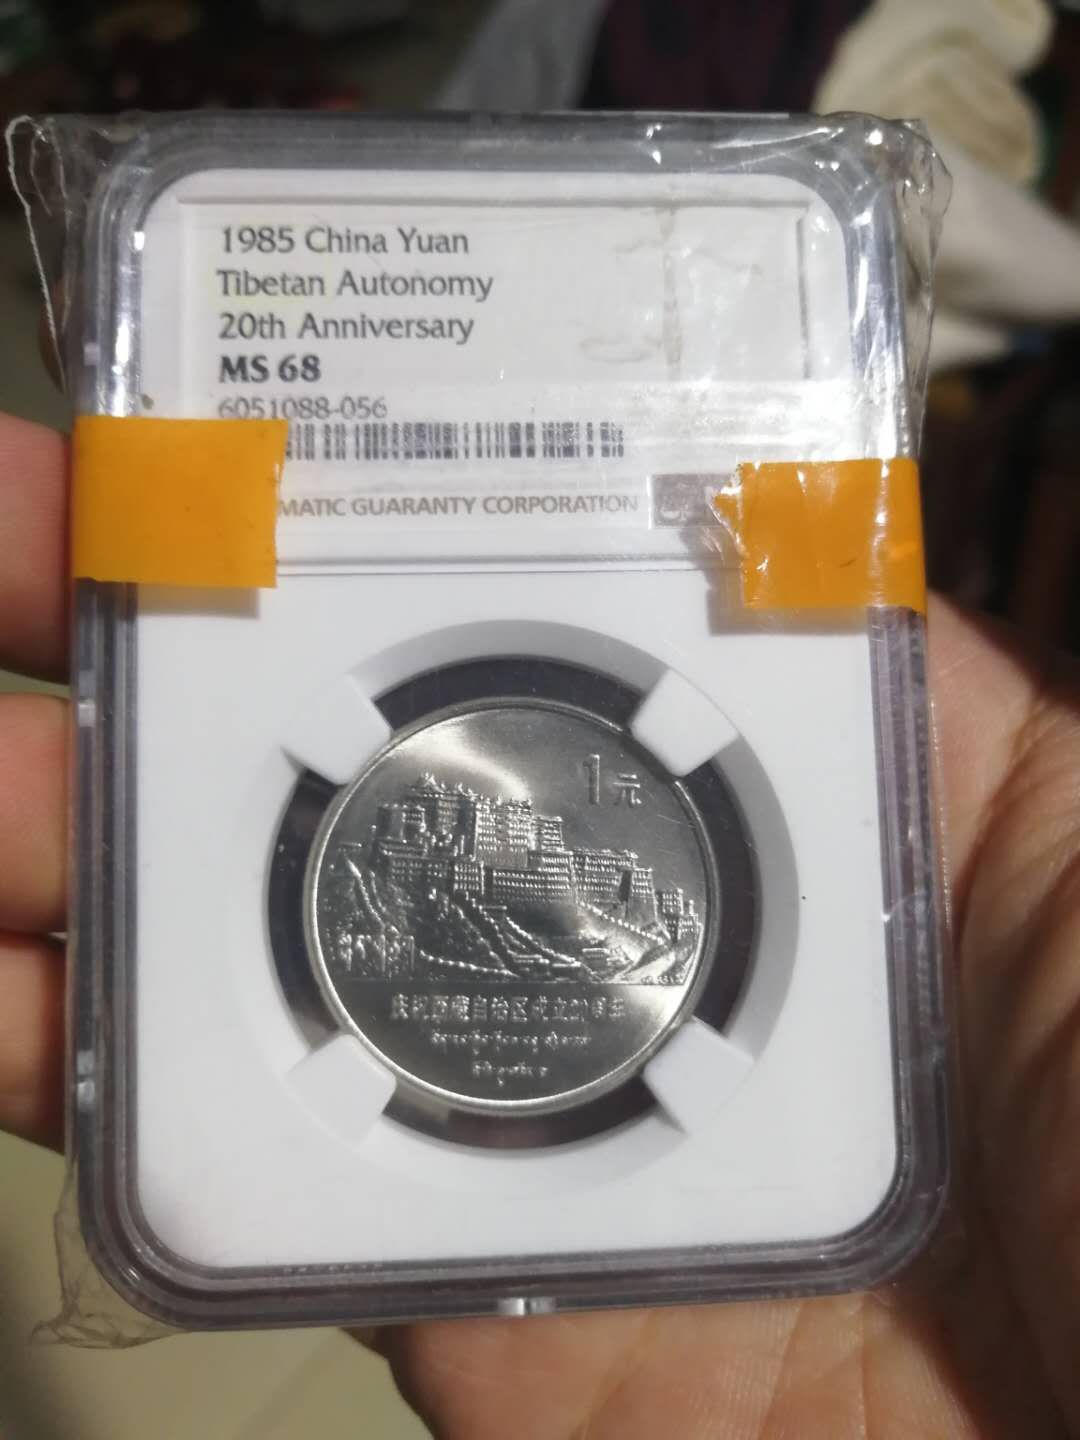 1985 China Yuan
Tibetan Autonomy
20th Anniversary
MS 68
6051088-056
MATIC GUARANTY CORPORATION
1元
庆祝西藏自治区成立20周年